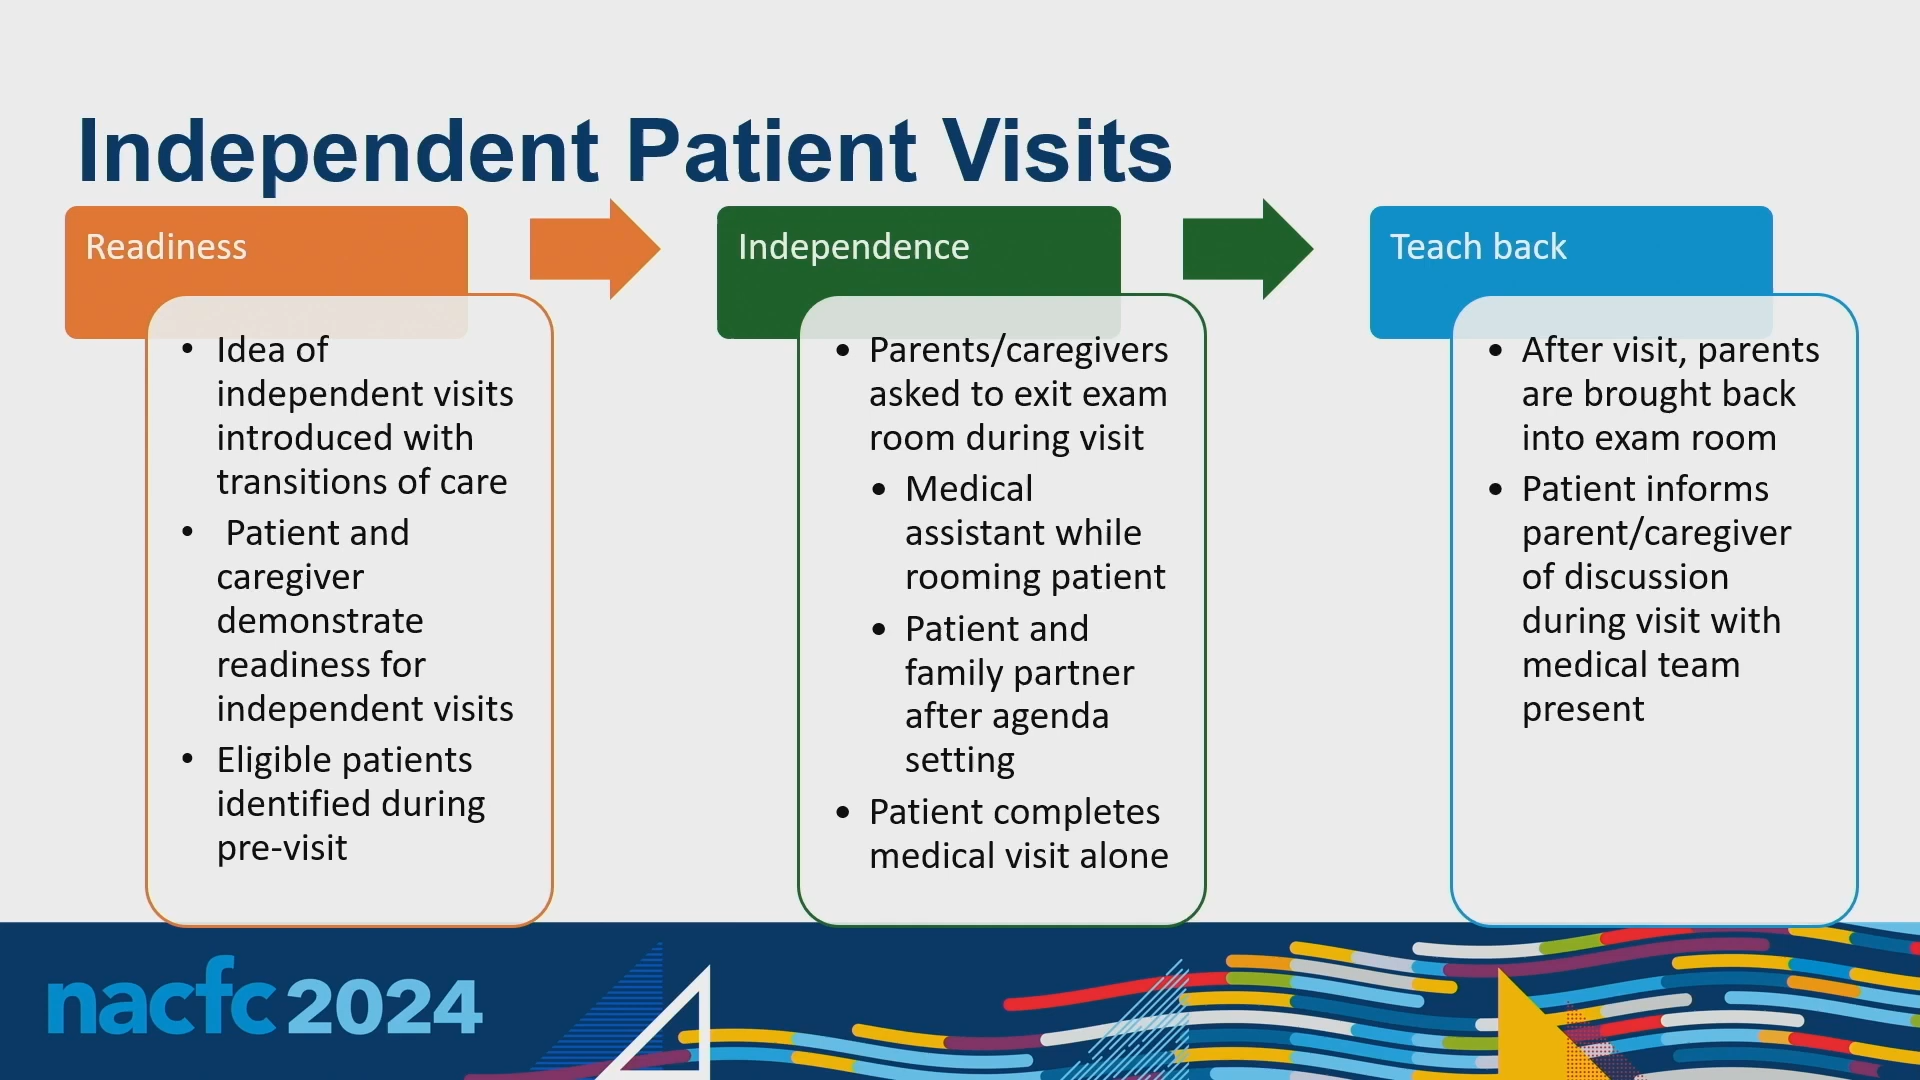 Independent Patient Visits
Readiness
• Idea of
independent visits
introduced with
transitions of care
• Patient and
caregiver
demonstrate
readiness for
independent visits
• Eligible patients
identified during
pre-visit
Independence
• Parents/caregivers
asked to exit exam
room during visit
• Medical
assistant while
rooming patient
• Patient and
family partner
after agenda
setting
• Patient completes
medical visit alone
Teach back
• After visit, parents
are brought back
into exam room
• Patient informs
parent/caregiver
of discussion
during visit with
medical team
present
nacfc 2024